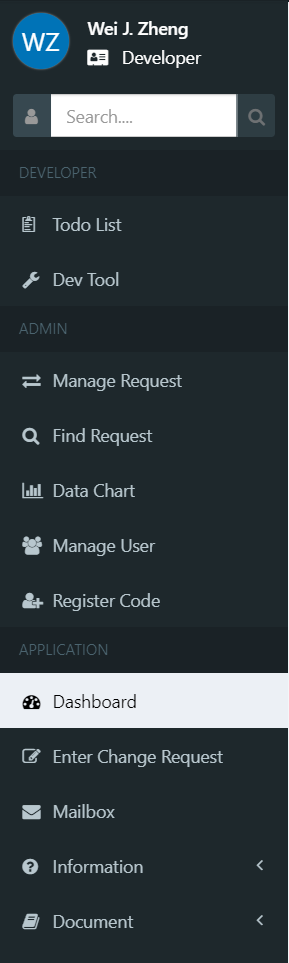 WZ
Wei J. Zheng
Developer
Search....
DEVELOPER
Todo List
Dev Tool
ADMIN
Manage Request
Find Request
Data Chart
Manage User
Register Code
APPLICATION
Dashboard
Enter Change Request
Mailbox
Information
Document